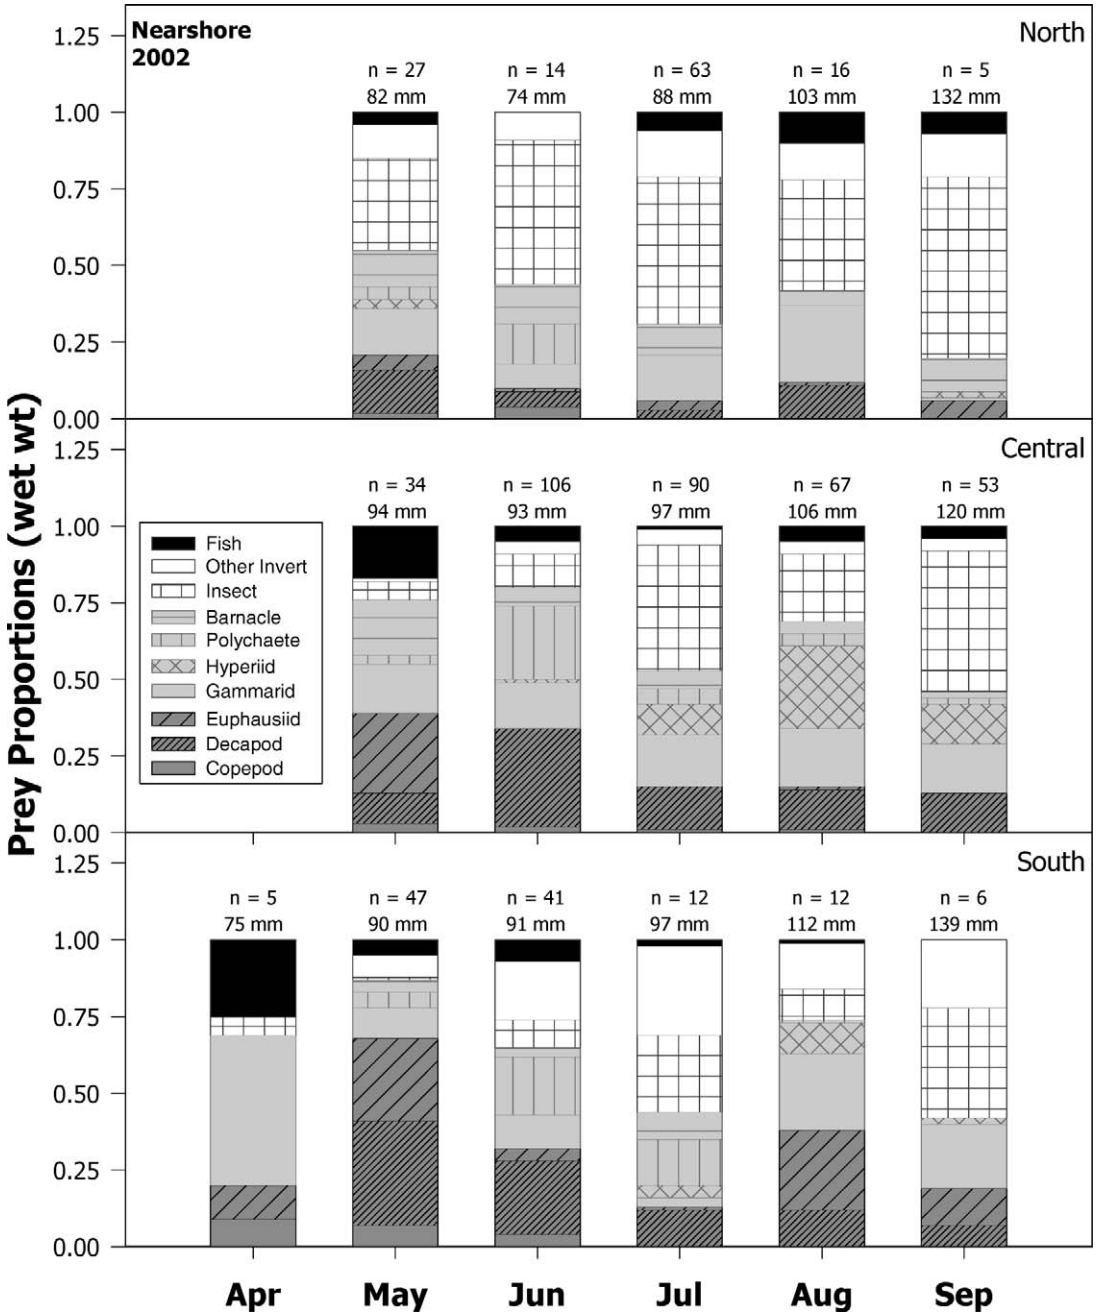 Nearshore
2002
North
n = 27
82 mm
n = 14
74 mm
n = 63
88 mm
n = 16
103 mm
n = 5
132 mm
1.25
1.00
0.75
0.50
0.25
0.00
Central
n = 34
94 mm
n = 106
93 mm
n = 90
97 mm
n = 67
106 mm
n = 53
120 mm
1.25
1.00
0.75
0.50
0.25
0.00
Fish
Other Invert
Insect
Barnacle
Polychaete
Hyperiid
Gammarid
Euphausiid
Decapod
Copepod
South
n = 5
75 mm
n = 47
90 mm
n = 41
91 mm
n = 12
97 mm
n = 12
112 mm
n = 6
139 mm
1.25
1.00
0.75
0.50
0.25
0.00
Prey Proportions (wet wt)
Apr May Jun Jul Aug Sep